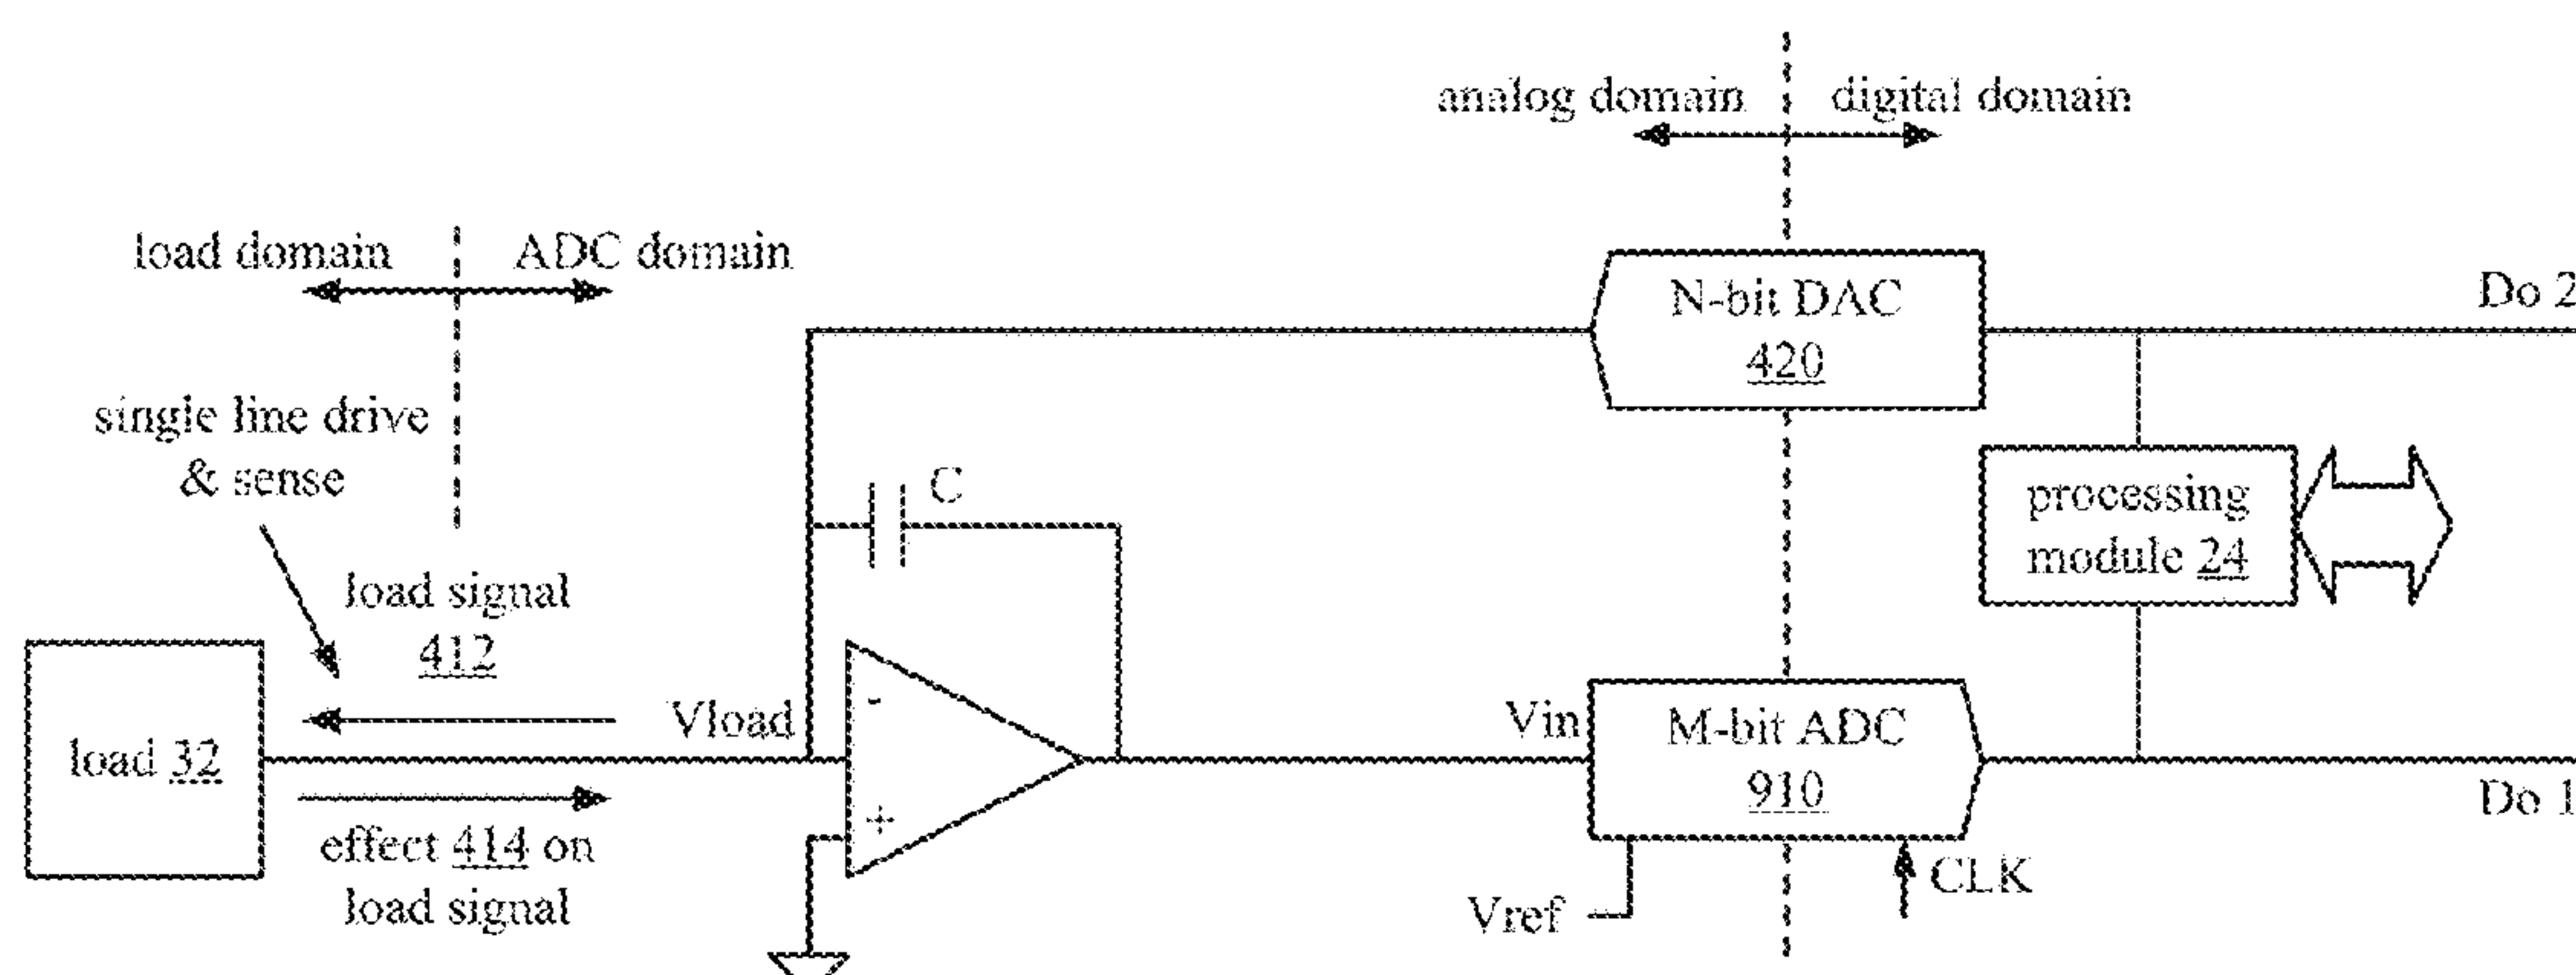 analog domain
digital domain
load domain
ADC domain
N-bit DAC
420
Do 2
single line drive
& sense
C
processing
module 24
load signal
412
Vload
-
Vin
M-bit ADC
910
load 32
+
Do 1
effect 414 on
load signal
CLK
Vref